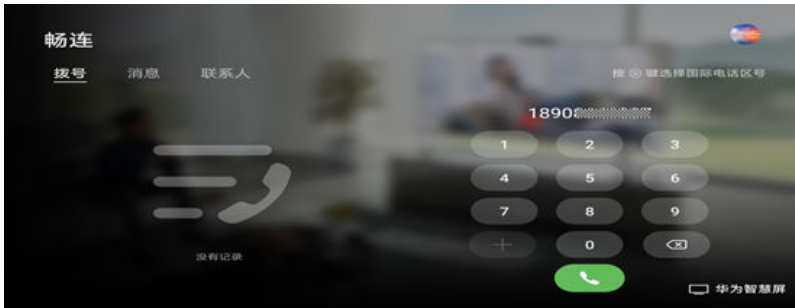 畅连
拨号 消息 联系人
按 键选择国际电话区号
1890
1 2 3
4 5 6
7 8 9
+ 0
没有记录
华为智慧屏